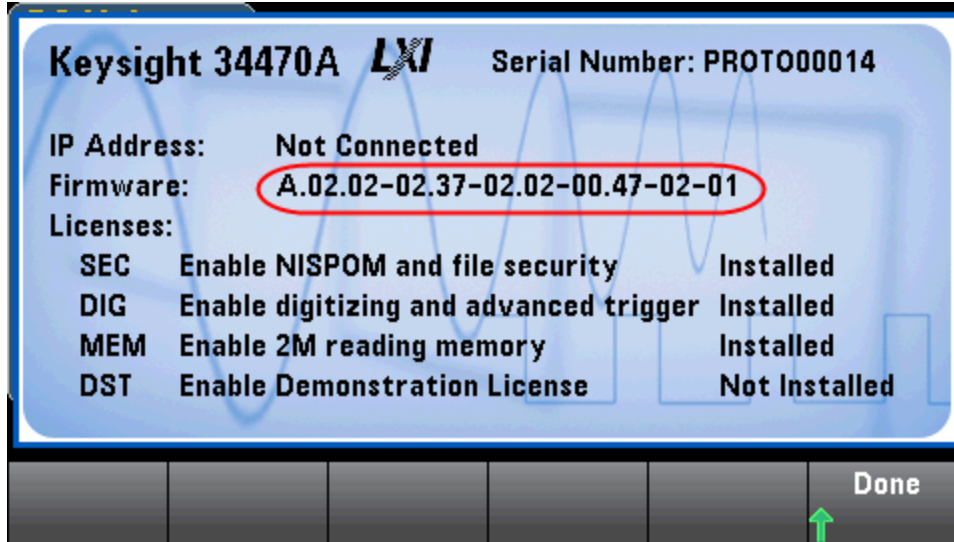 Keysight 34470A LXI Serial Number: PROTO00014
IP Address: Not Connected
Firmware: A.02.02-02.37-02.02-00.47-02-01
Licenses:
SEC Enable NISPOM and file security Installed
DIG Enable digitizing and advanced trigger Installed
MEM Enable 2M reading memory Installed
DST Enable Demonstration License Not Installed
Done